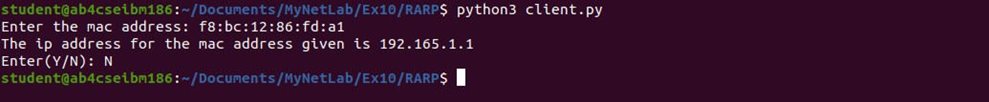 student@ab4cseibm186:~/Documents/MyNetLab/Ex10/RARP$ python3 client.py
Enter the mac address: f8:bc:12:86:fd:a1
The ip address for the mac address given is 192.165.1.1
Enter(Y/N): N
student@ab4cseibm186:~/Documents/MyNetLab/Ex10/RARP$